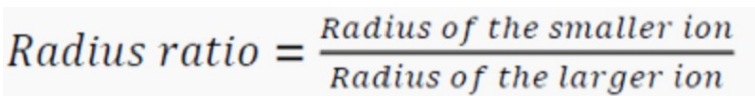 Radius ratio = Radius of the smaller ion
Radius of the larger ion